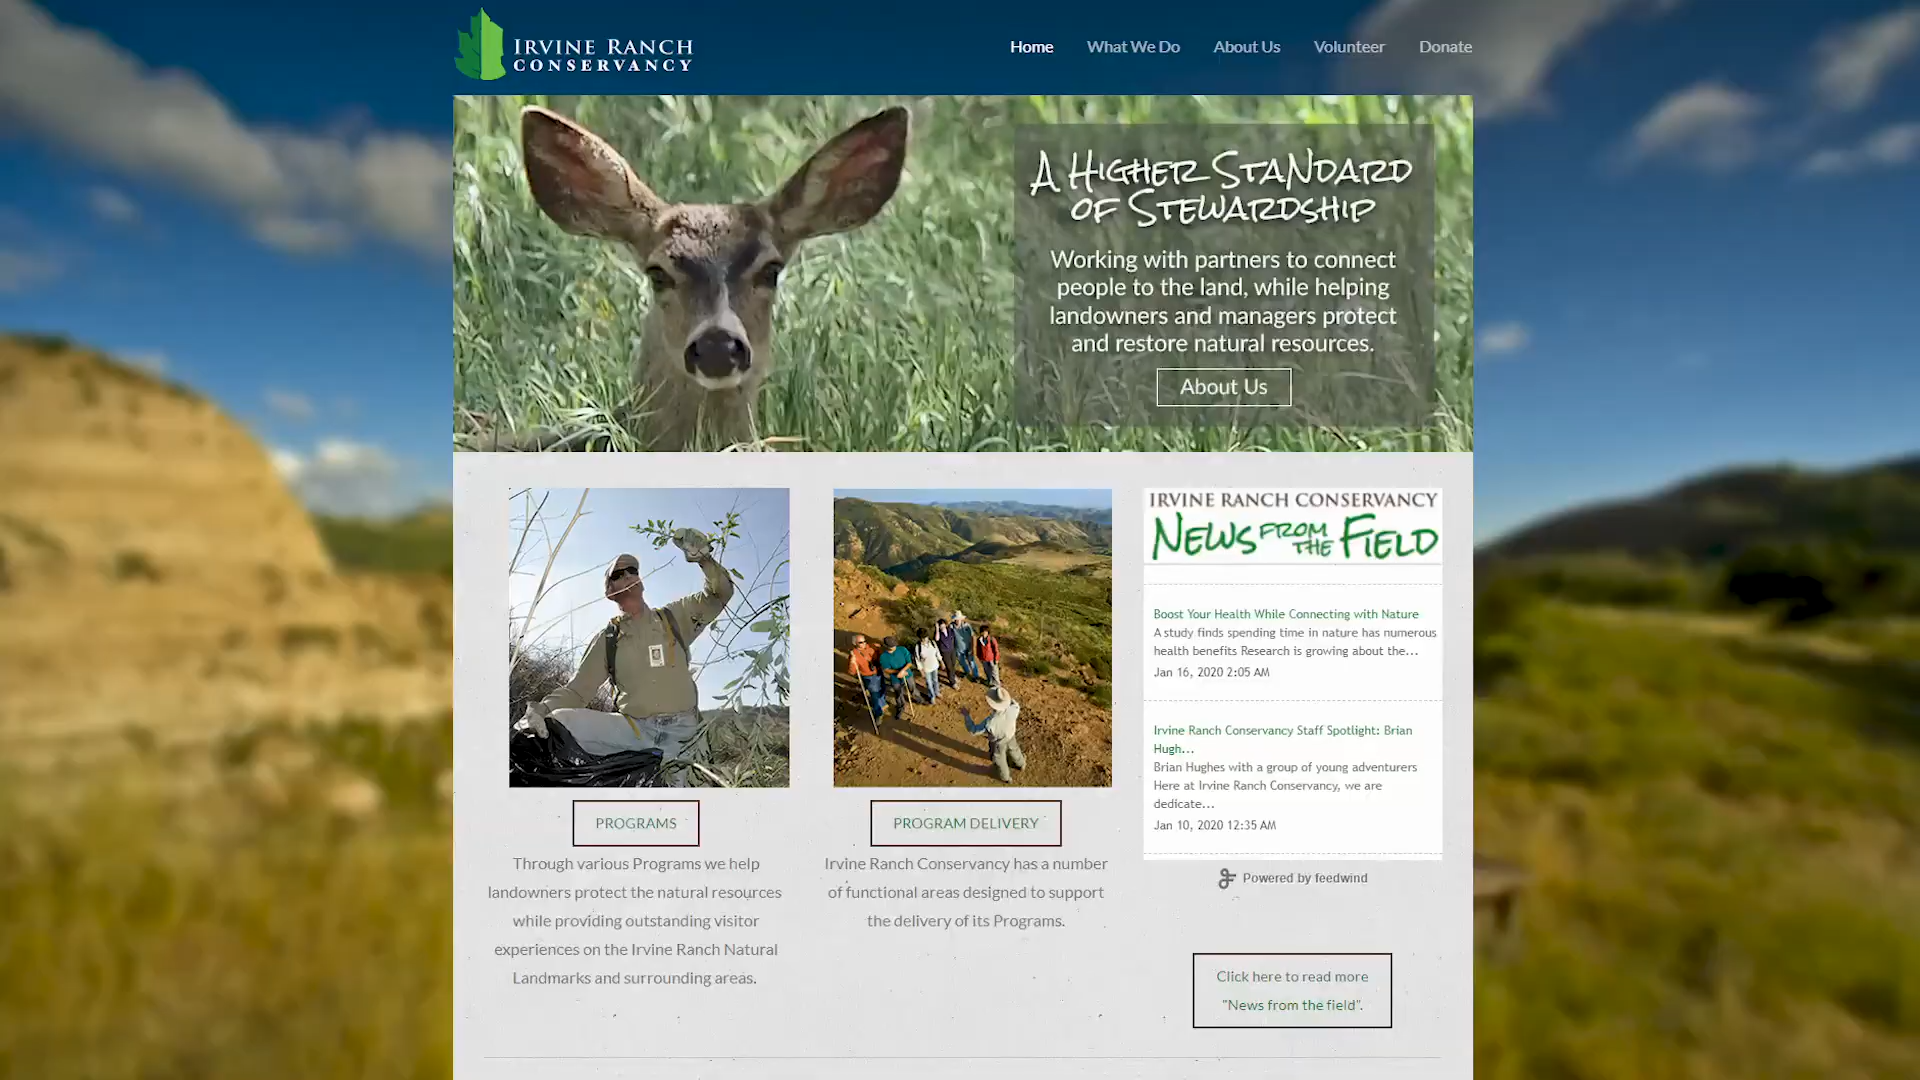 IRVINE RANCH
CONSERVANCY
Home
What We Do
About Us
Volunteer
Donate
A HIGHER STANDARD
OF STEWARDSHIP
Working with partners to connect
people to the land, while helping
landowners and managers protect
and restore natural resources.
About Us
PROGRAMS
Through various Programs we help
landowners protect the natural resources
while providing outstanding visitor
experiences on the Irvine Ranch Natural
Landmarks and surrounding areas.
PROGRAM DELIVERY
Irvine Ranch Conservancy has a number
of functional areas designed to support
the delivery of its Programs.
IRVINE RANCH CONSERVANCY
NEWS FROM THE FIELD
Boost Your Health While Connecting with Nature
A study finds spending time in nature has numerous
health benefits Research is growing about the...
Jan 16, 2020 2:05 AM
Irvine Ranch Conservancy Staff Spotlight: Brian
Hugh...
Brian Hughes with a group of young adventurers
Here at Irvine Ranch Conservancy, we are
dedicate...
Jan 10, 2020 12:35 AM
Powered by feedwind
Click here to read more
"News from the field".